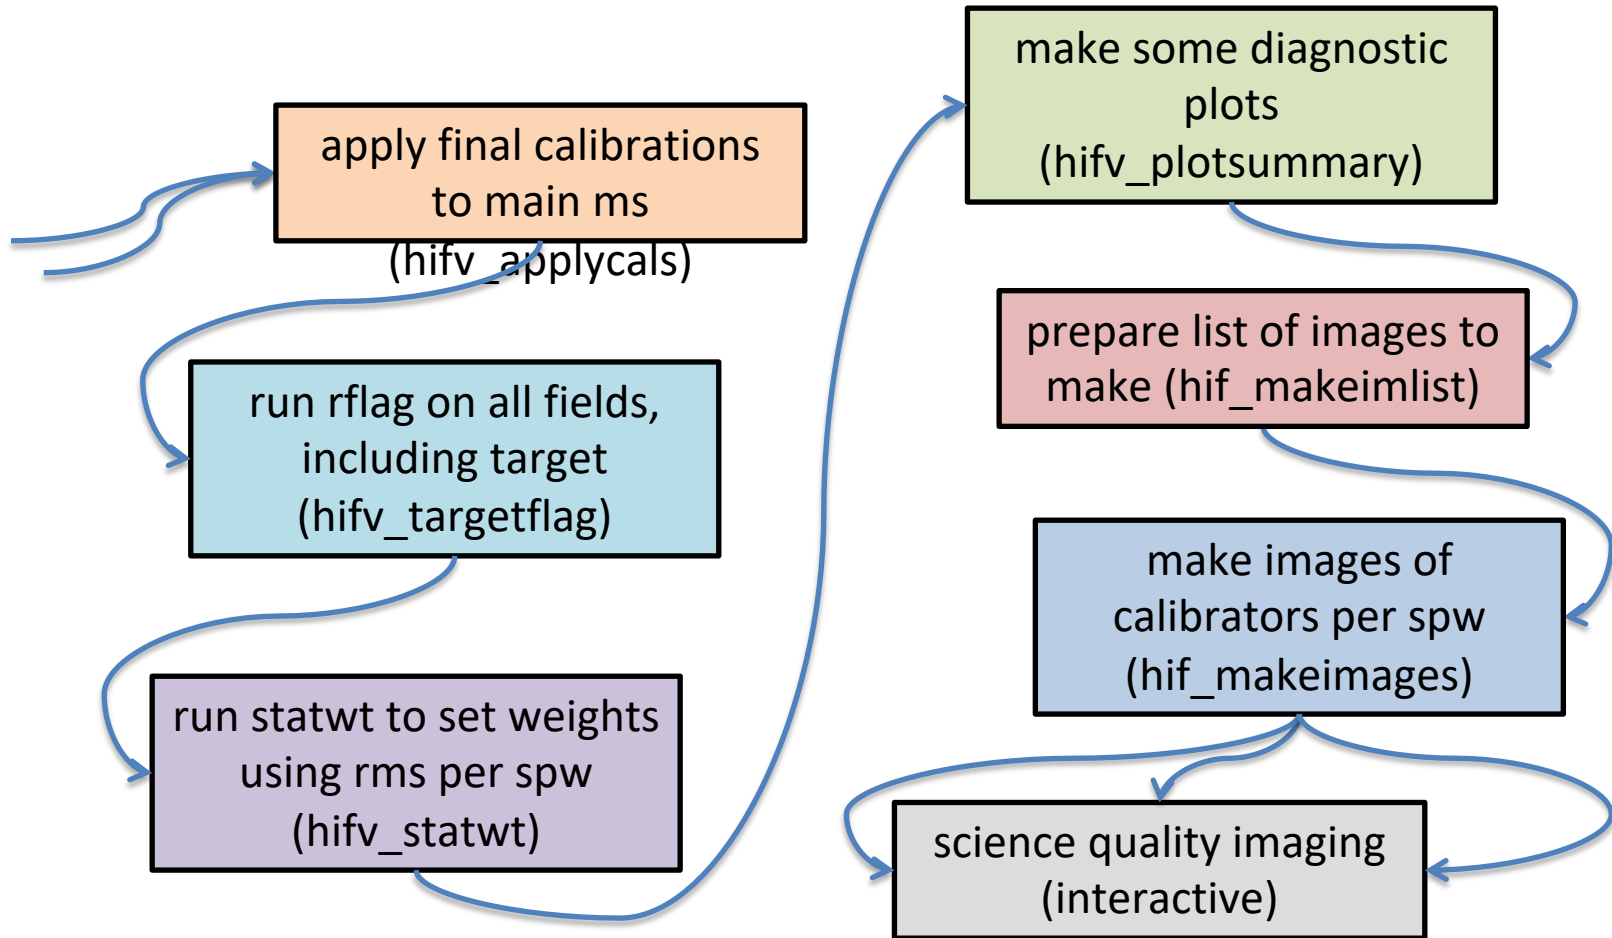 apply final calibrations
to main ms
(hifv_applycals)
run rflag on all fields,
including target
(hifv_targetflag)
run statwt to set weights
using rms per spw
(hifv_statwt)
make some diagnostic
plots
(hifv_plotsummary)
prepare list of images to
make (hif_makeimlist)
make images of
calibrators per spw
(hif_makeimages)
science quality imaging
(interactive)